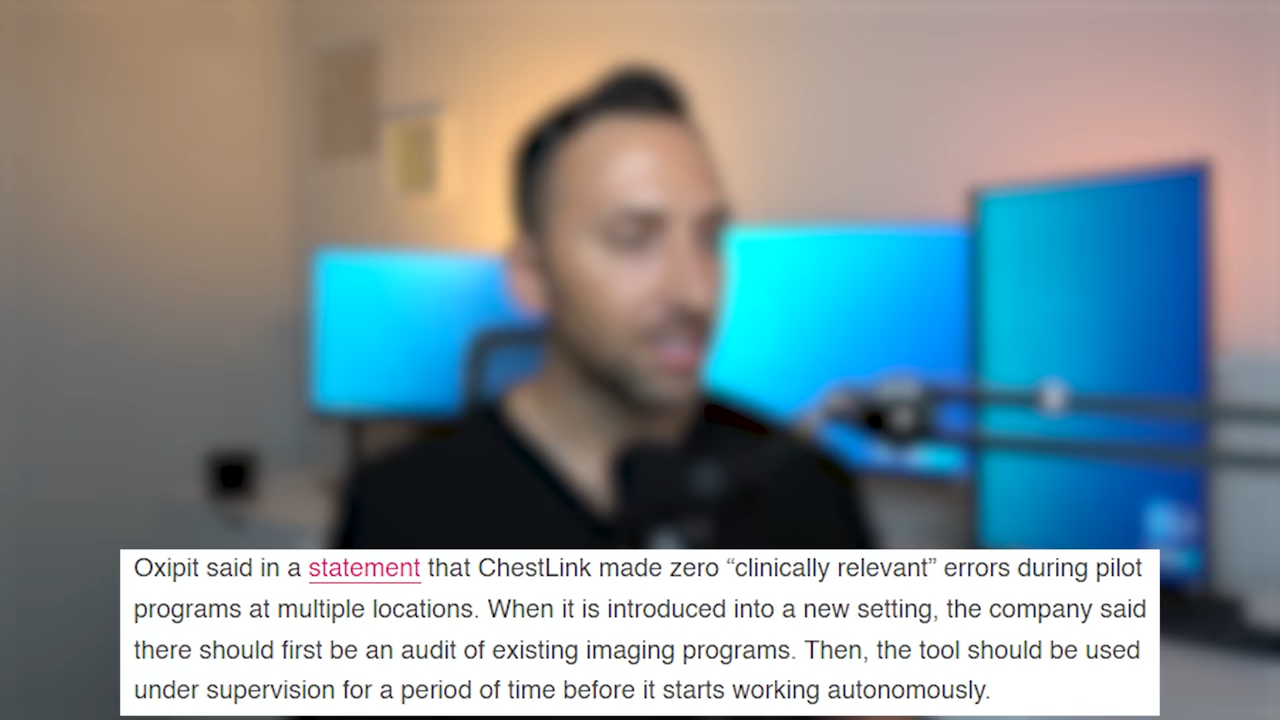 Oxipit said in a statement that ChestLink made zero “clinically relevant” errors during pilot
programs at multiple locations. When it is introduced into a new setting, the company said
there should first be an audit of existing imaging programs. Then, the tool should be used
under supervision for a period of time before it starts working autonomously.